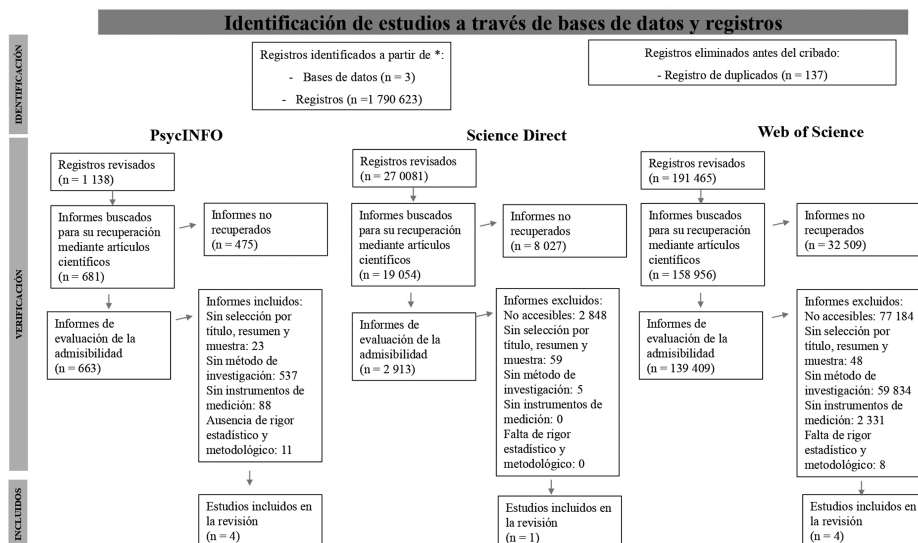 Identificación de estudios a través de bases de datos y registros
IDENTIFICACIÓN
Registros identificados a partir de *:
- Bases de datos (n = 3)
- Registros (n =1 790 623)
Registros eliminados antes del cribado:
- Registro de duplicados (n = 137)
VERIFICACIÓN
PsycINFO
Registros revisados
(n = 1 138)
Informes buscados
para su recuperación
mediante artículos
científicos
(n = 681)
Informes no
recuperados
(n = 475)
Informes de
evaluación de la
admisibilidad
(n = 663)
Informes incluidos:
Sin selección por
título, resumen y
muestra: 23
Sin método de
investigación: 537
Sin instrumentos de
medición: 88
Ausencia de rigor
estadístico y
metodológico: 11
Science Direct
Registros revisados
(n = 27 0081)
Informes buscados
para su recuperación
mediante artículos
científicos
(n = 19 054)
Informes no
recuperados
(n = 8 027)
Informes de
evaluación de la
admisibilidad
(n = 2 913)
Informes excluidos:
No accesibles: 2 848
Sin selección por
título, resumen y
muestra: 59
Sin método de
investigación: 5
Sin instrumentos de
medición: 0
Falta de rigor
estadístico y
metodológico: 0
Web of Science
Registros revisados
(n = 191 465)
Informes buscados
para su recuperación
mediante artículos
científicos
(n = 158 956)
Informes no
recuperados
(n = 32 509)
Informes de
evaluación de la
admisibilidad
(n = 139 409)
Informes excluidos:
No accesibles: 77 184
Sin selección por
título, resumen y
muestra: 48
Sin método de
investigación: 59 834
Sin instrumentos de
medición: 2 331
Falta de rigor
estadístico y
metodológico: 8
INCLUIDOS
Estudios incluidos en
la revisión
(n = 4)
Estudios incluidos en
la revisión
(n = 1)
Estudios incluidos en
la revisión
(n = 4)